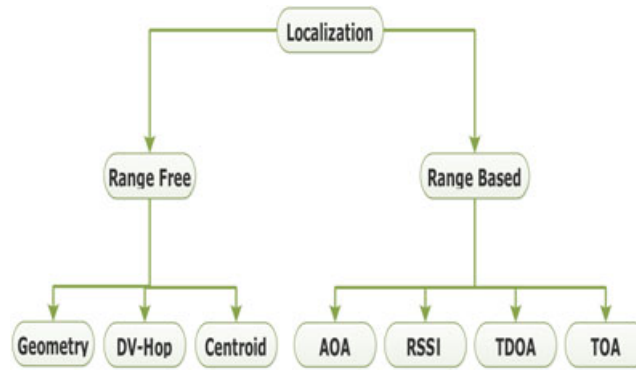 Localization
Range Free
Range Based
Geometry
DV-Hop
Centroid
AOA
RSSI
TDOA
TOA